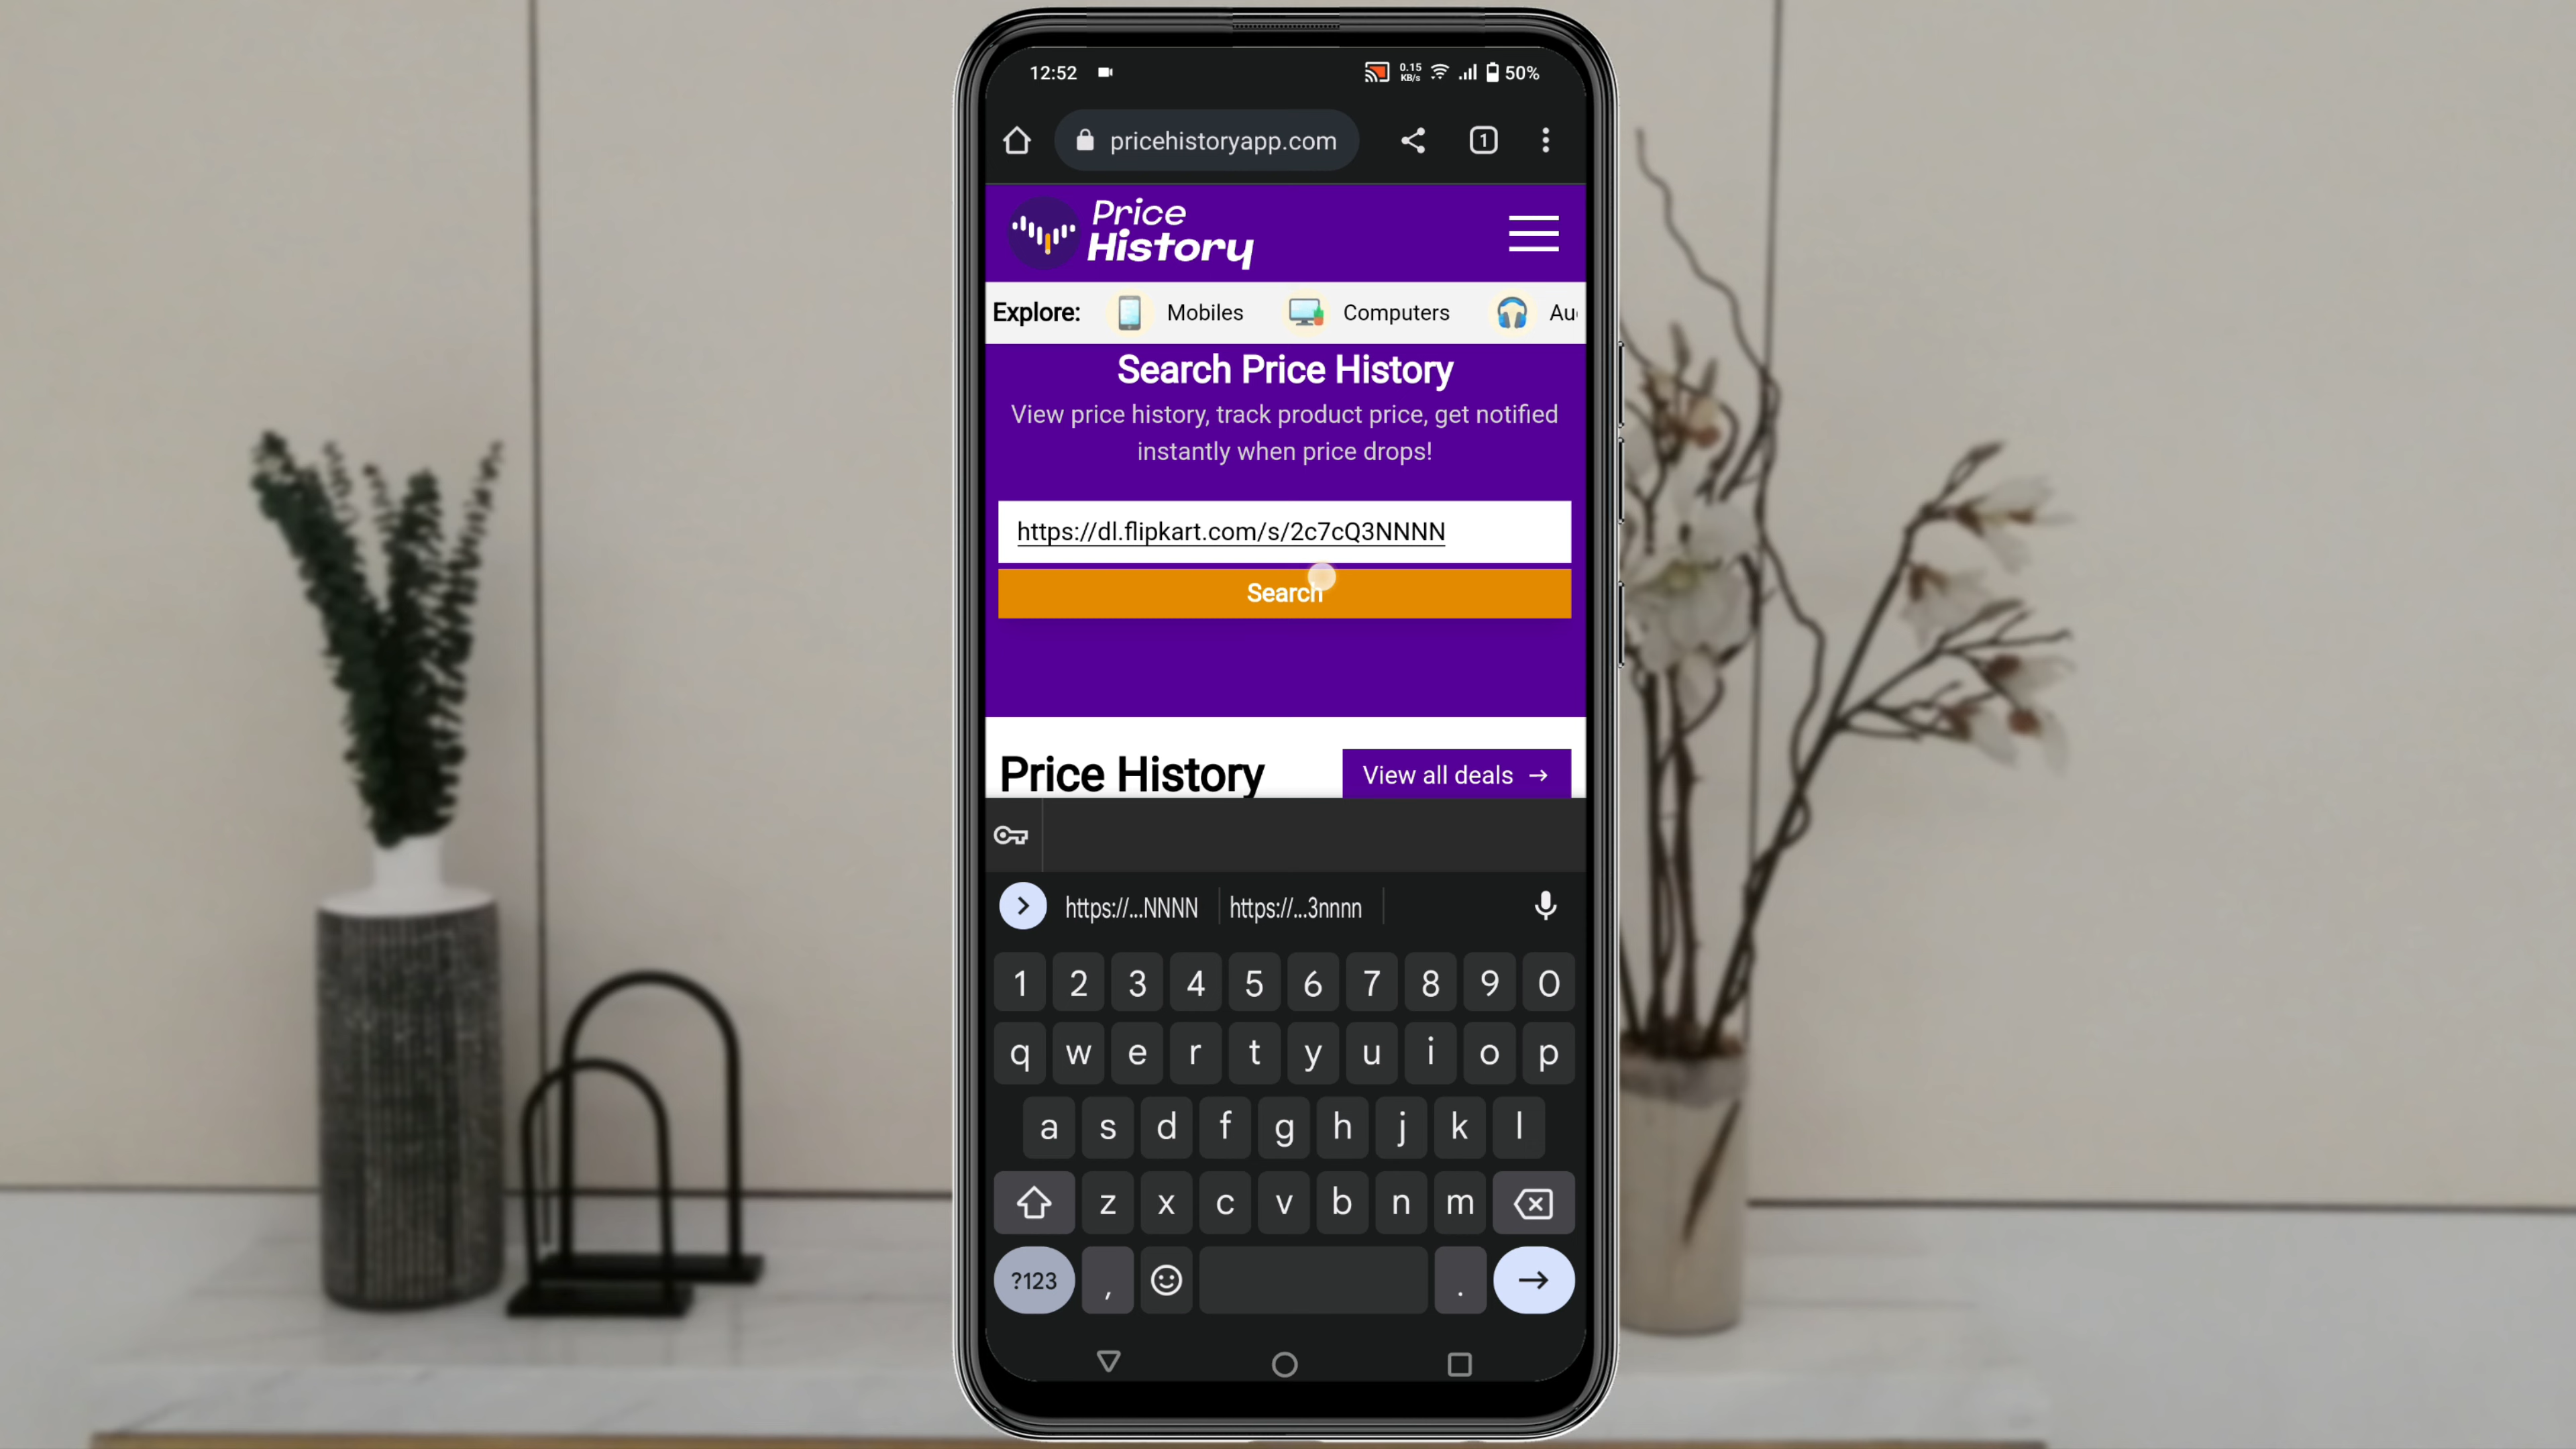 12:52
0.15
KB/s
50%
pricehistoryapp.com
1
Price
History
Explore:
Mobiles
Computers
Search Price History
View price history, track product price, get notified
instantly when price drops!
https://dl.flipkart.com/s/2c7cQ3NNNN
Search
Price History
View all deals →
https://...NNNN
https://...3nnnn
1 2 3 4 5 6 7 8 9 0
q w e r t y u i o p
a s d f g h j k l
z x c v b n m
?123 , .